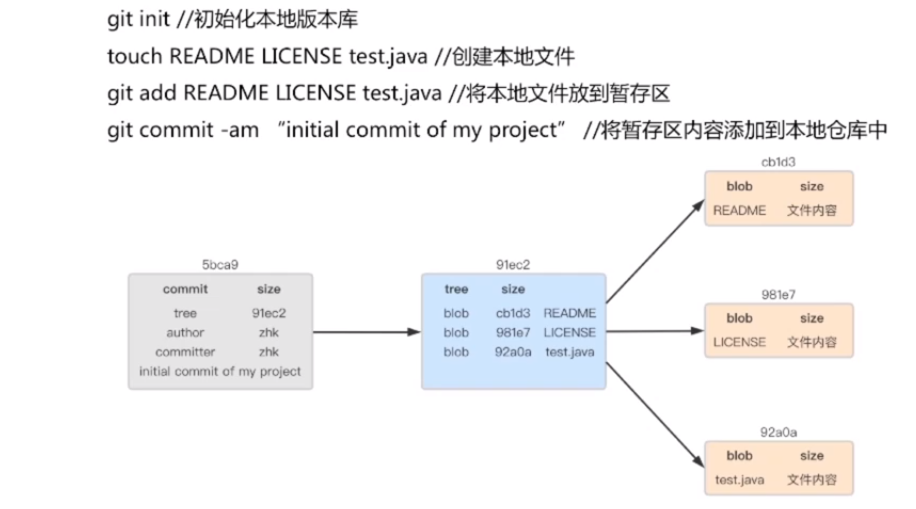 git init //初始化本地版本库
touch README LICENSE test.java //创建本地文件
git add README LICENSE test.java //将本地文件放到暂存区
git commit -am “initial commit of my project” //将暂存区内容添加到本地仓库中
5bca9
commit size
tree 91ec2
author zhk
committer zhk
initial commit of my project
91ec2
tree size
blob cb1d3 README
blob 981e7 LICENSE
blob 92a0a test.java
cb1d3
blob size
README 文件内容
981e7
blob size
LICENSE 文件内容
92a0a
blob size
test.java 文件内容